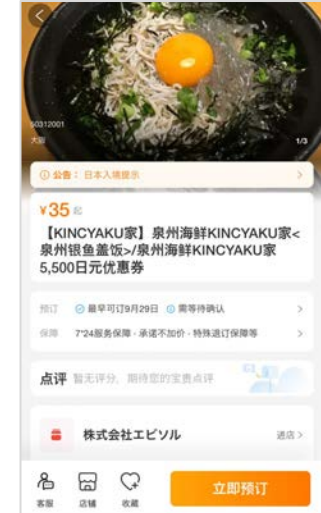 50312001
大阪
1/3
公告： 日本入境提示
¥35 起
【KINCYAKU家】泉州海鲜KINCYAKU家<
泉州银鱼盖饭>/泉州海鲜KINCYAKU家
5,500日元优惠券
预订 最早可订9月29日 需等待确认
保障 7*24服务保障 · 承诺不加价 · 特殊退订保障等
点评 暂无评分，期待您的宝贵点评
株式会社エビソル
进店
客服 店铺 收藏
立即预订